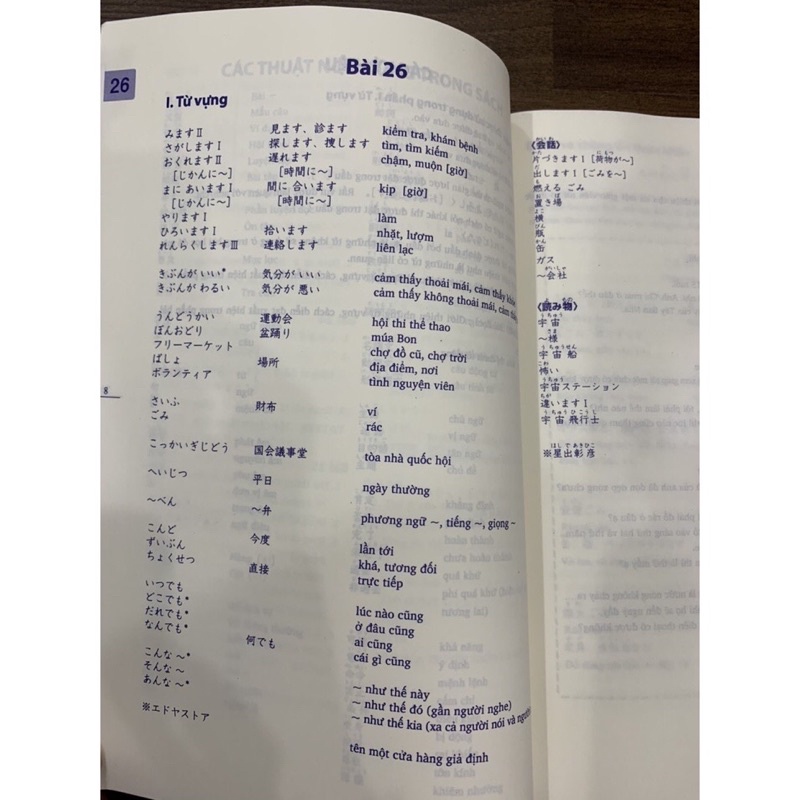 26
Bài 26
I. Từ vựng
みますⅡ 見ます、診ます kiểm tra, khám bệnh
さがしますⅠ 探します、捜します tìm, tìm kiếm
おくれますⅡ 遅れます chậm, muộn [giờ]
[じかんに～] [時間に～]
まに あいますⅠ 間に 合います kịp [giờ]
[じかんに～] [時間に～]
やりますⅠ làm
ひろいますⅠ 拾います nhặt, lượm
れんらくしますⅢ 連絡します liên lạc
きぶんが いい* 気分が いい cảm thấy thoải mái, cảm thấy
きぶんが わるい 気分が 悪い cảm thấy không thoải mái, cảm
うんどうかい 運動会 hội thi thể thao
ぼんおどり 盆踊り múa Bon
フリーマーケット chợ đồ cũ, chợ trời
ばしょ 場所 địa điểm, nơi
ボランティア tình nguyện viên
さいふ 財布 ví
ごみ rác
こっかいぎじどう 国会議事堂 tòa nhà quốc hội
へいじつ 平日 ngày thường
～べん ～弁 phương ngữ ~, tiếng ~, giọng ~
こんど 今度 lần tới
ずいぶん khá, tương đối
ちょくせつ 直接 trực tiếp
いつでも lúc nào cũng
どこでも* ở đâu cũng
だれでも* ai cũng
なんでも* 何でも cái gì cũng
こんな ～* ~ như thế này
そんな ～ ~ như thế đó (gần người nghe)
あんな ～* ~ như thế kia (xa cả người nói và người
※エドヤストア tên một cửa hàng giả định
8
〈会話〉
片づきますⅠ [荷物が～]
出しますⅠ [ごみを～]
燃える ごみ
置き場
横
瓶
缶
ガス
～会社
〈読み物〉
宇宙
～様
宇宙船
怖い
宇宙ステーション
違いますⅠ
宇宙飛行士
※星出彰彦